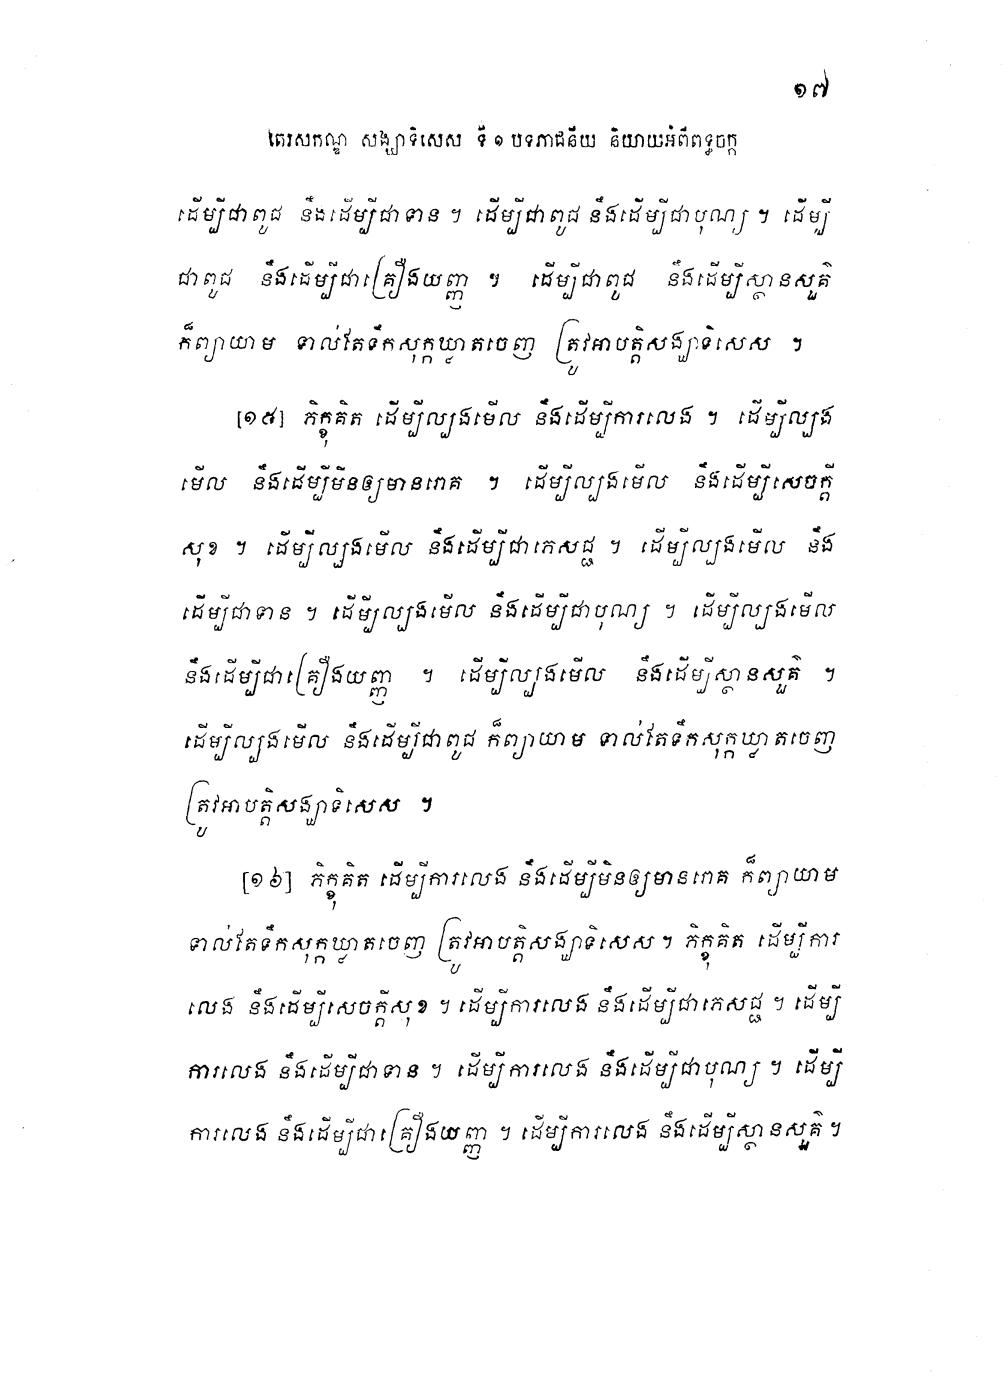 ១៧
តេរសកណ្ឌ សង្ឃាទិសេស ទី ១ បទភាជនីយ និយាយអំពីពទ្ធចក្ក
ដើម្បីជាពូជ នឹងដើម្បីជាទាន ។ ដើម្បីជាពូជ នឹងដើម្បីជាបុណ្យ ។ ដើម្បី
ជាពូជ នឹងដើម្បីជាគ្រឿងយញ្ញ ។ ដើម្បីជាពូជ នឹងដើម្បីស្ថានសួគ៌
ក៏ព្យាយាម ទាល់តែទឹកសុក្កឃ្លាតចេញ ត្រូវអាបត្តិសង្ឃាទិសេស ។
[១៥] ភិក្ខុគិត ដើម្បីល្បងមើល នឹងដើម្បីការលេង ។ ដើម្បីល្បង
មើល នឹងដើម្បីមិនឲ្យមានរោគ ។ ដើម្បីល្បងមើល នឹងដើម្បីសេចក្តី
សុខ ។ ដើម្បីល្បងមើល នឹងដើម្បីជាភេសជ្ជ ។ ដើម្បីល្បងមើល នឹង
ដើម្បីជាទាន ។ ដើម្បីល្បងមើល នឹងដើម្បីជាបុណ្យ ។ ដើម្បីល្បងមើល
នឹងដើម្បីជាគ្រឿងយញ្ញ ។ ដើម្បីល្បងមើល នឹងដើម្បីស្ថានសួគ៌ ។
ដើម្បីល្បងមើល នឹងដើម្បីជាពូជ ក៏ព្យាយាម ទាល់តែទឹកសុក្កឃ្លាតចេញ
ត្រូវអាបត្តិសង្ឃាទិសេស ។
[១៦] ភិក្ខុគិត ដើម្បីការលេង នឹងដើម្បីមិនឲ្យមានរោគ ក៏ព្យាយាម
ទាល់តែទឹកសុក្កឃ្លាតចេញ ត្រូវអាបត្តិសង្ឃាទិសេស ។ ភិក្ខុគិត ដើម្បីការ
លេង នឹងដើម្បីសេចក្តីសុខ ។ ដើម្បីការលេង នឹងដើម្បីជាភេសជ្ជ ។ ដើម្បី
ការលេង នឹងដើម្បីជាទាន ។ ដើម្បីការលេង នឹងដើម្បីជាបុណ្យ ។ ដើម្បី
ការលេង នឹងដើម្បីជាគ្រឿងយញ្ញ ។ ដើម្បីការលេង នឹងដើម្បីស្ថានសួគ៌ ។